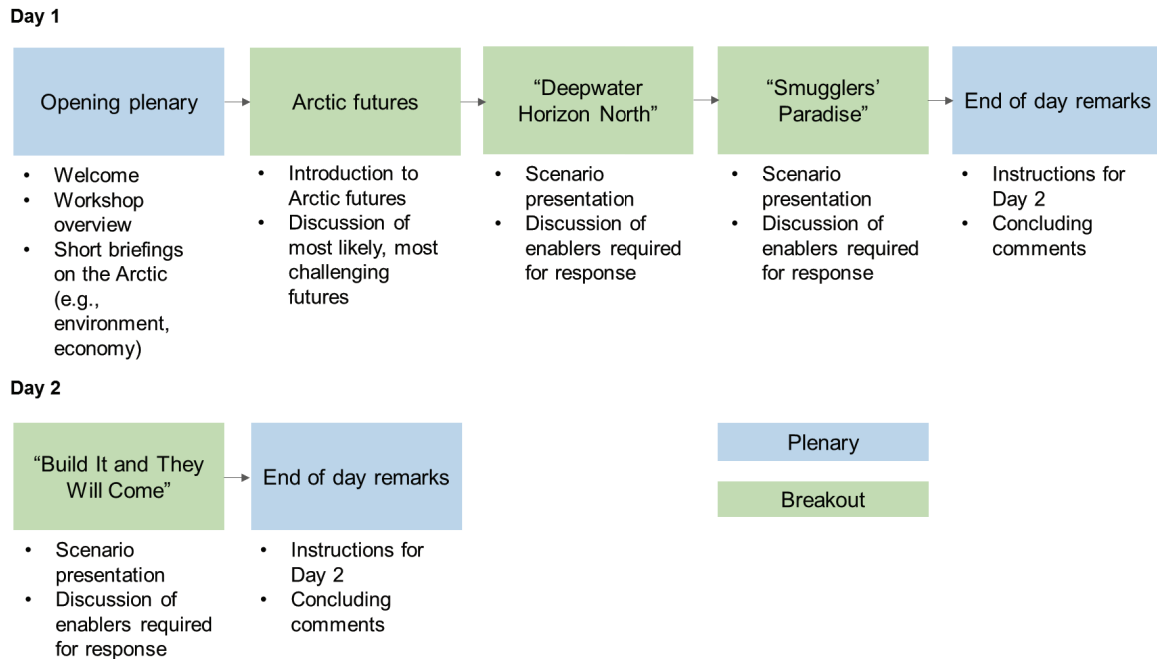 Day 1
Opening plenary
• Welcome
• Workshop
overview
• Short briefings
on the Arctic
(e.g.,
environment,
economy)
Arctic futures
• Introduction to
Arctic futures
• Discussion of
most likely, most
challenging
futures
“Deepwater
Horizon North”
• Scenario
presentation
• Discussion of
enablers required
for response
“Smugglers’
Paradise”
• Scenario
presentation
• Discussion of
enablers required
for response
End of day remarks
• Instructions for
Day 2
• Concluding
comments
Day 2
“Build It and They
Will Come”
• Scenario
presentation
• Discussion of
enablers required
for response
End of day remarks
• Instructions for
Day 2
• Concluding
comments
Plenary
Breakout